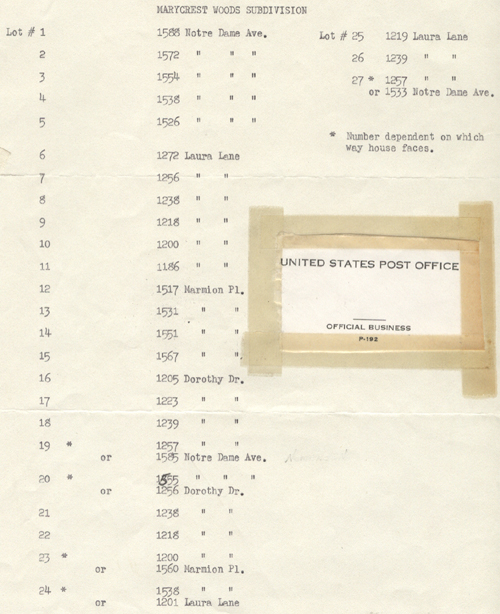 MARYCREST WOODS SUBDIVISION
Lot # 1 1588 Notre Dame Ave.
2 1572 " " "
3 1554 " " "
4 1538 " " "
5 1526 " " "
6 1272 Laura Lane
7 1256 " "
8 1238 " "
9 1218 " "
10 1200 " "
11 1186 " "
12 1517 Marmion Pl.
13 1531 " "
14 1551 " "
15 1567 " "
16 1205 Dorothy Dr.
17 1223 " "
18 1239 " "
19 * 1257 " "
or 1585 Notre Dame Ave.
20 * 1555 " " "
or 1256 Dorothy Dr.
21 1238 " "
22 1218 " "
23 * 1200 " "
or 1560 Marmion Pl.
24 * 1538 " "
or 1201 Laura Lane
Lot # 25 1219 Laura Lane
26 1239 " "
27 * 1257 " "
or 1533 Notre Dame Ave.
* Number dependent on which
way house faces.
UNITED STATES POST OFFICE
OFFICIAL BUSINESS
P-192